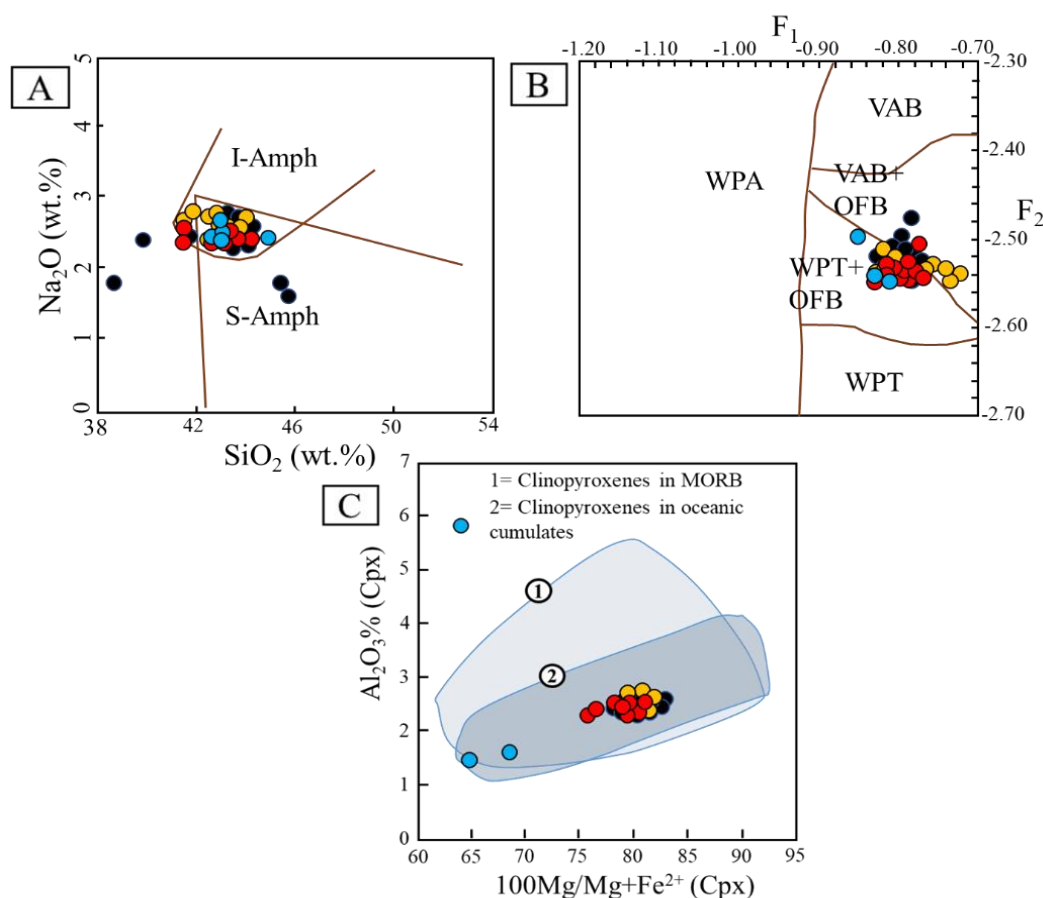 A
Na₂O (wt.%)
5
4
3
2
1
0
I-Amph
S-Amph
38
42
46
50
54
SiO₂ (wt.%)
B
F₁
-1.20
-1.10
-1.00
-0.90
-0.80
-0.70
-2.30
-2.40
-2.50
-2.60
-2.70
F₂
VAB
WPA
VAB+
OFB
WPT+
OFB
WPT
C
Al₂O₃% (Cpx)
7
6
5
4
3
2
1
0
1= Clinopyroxenes in MORB
2= Clinopyroxenes in oceanic
cumulates
1
2
60
65
70
75
80
85
90
95
100Mg/Mg+Fe²⁺ (Cpx)